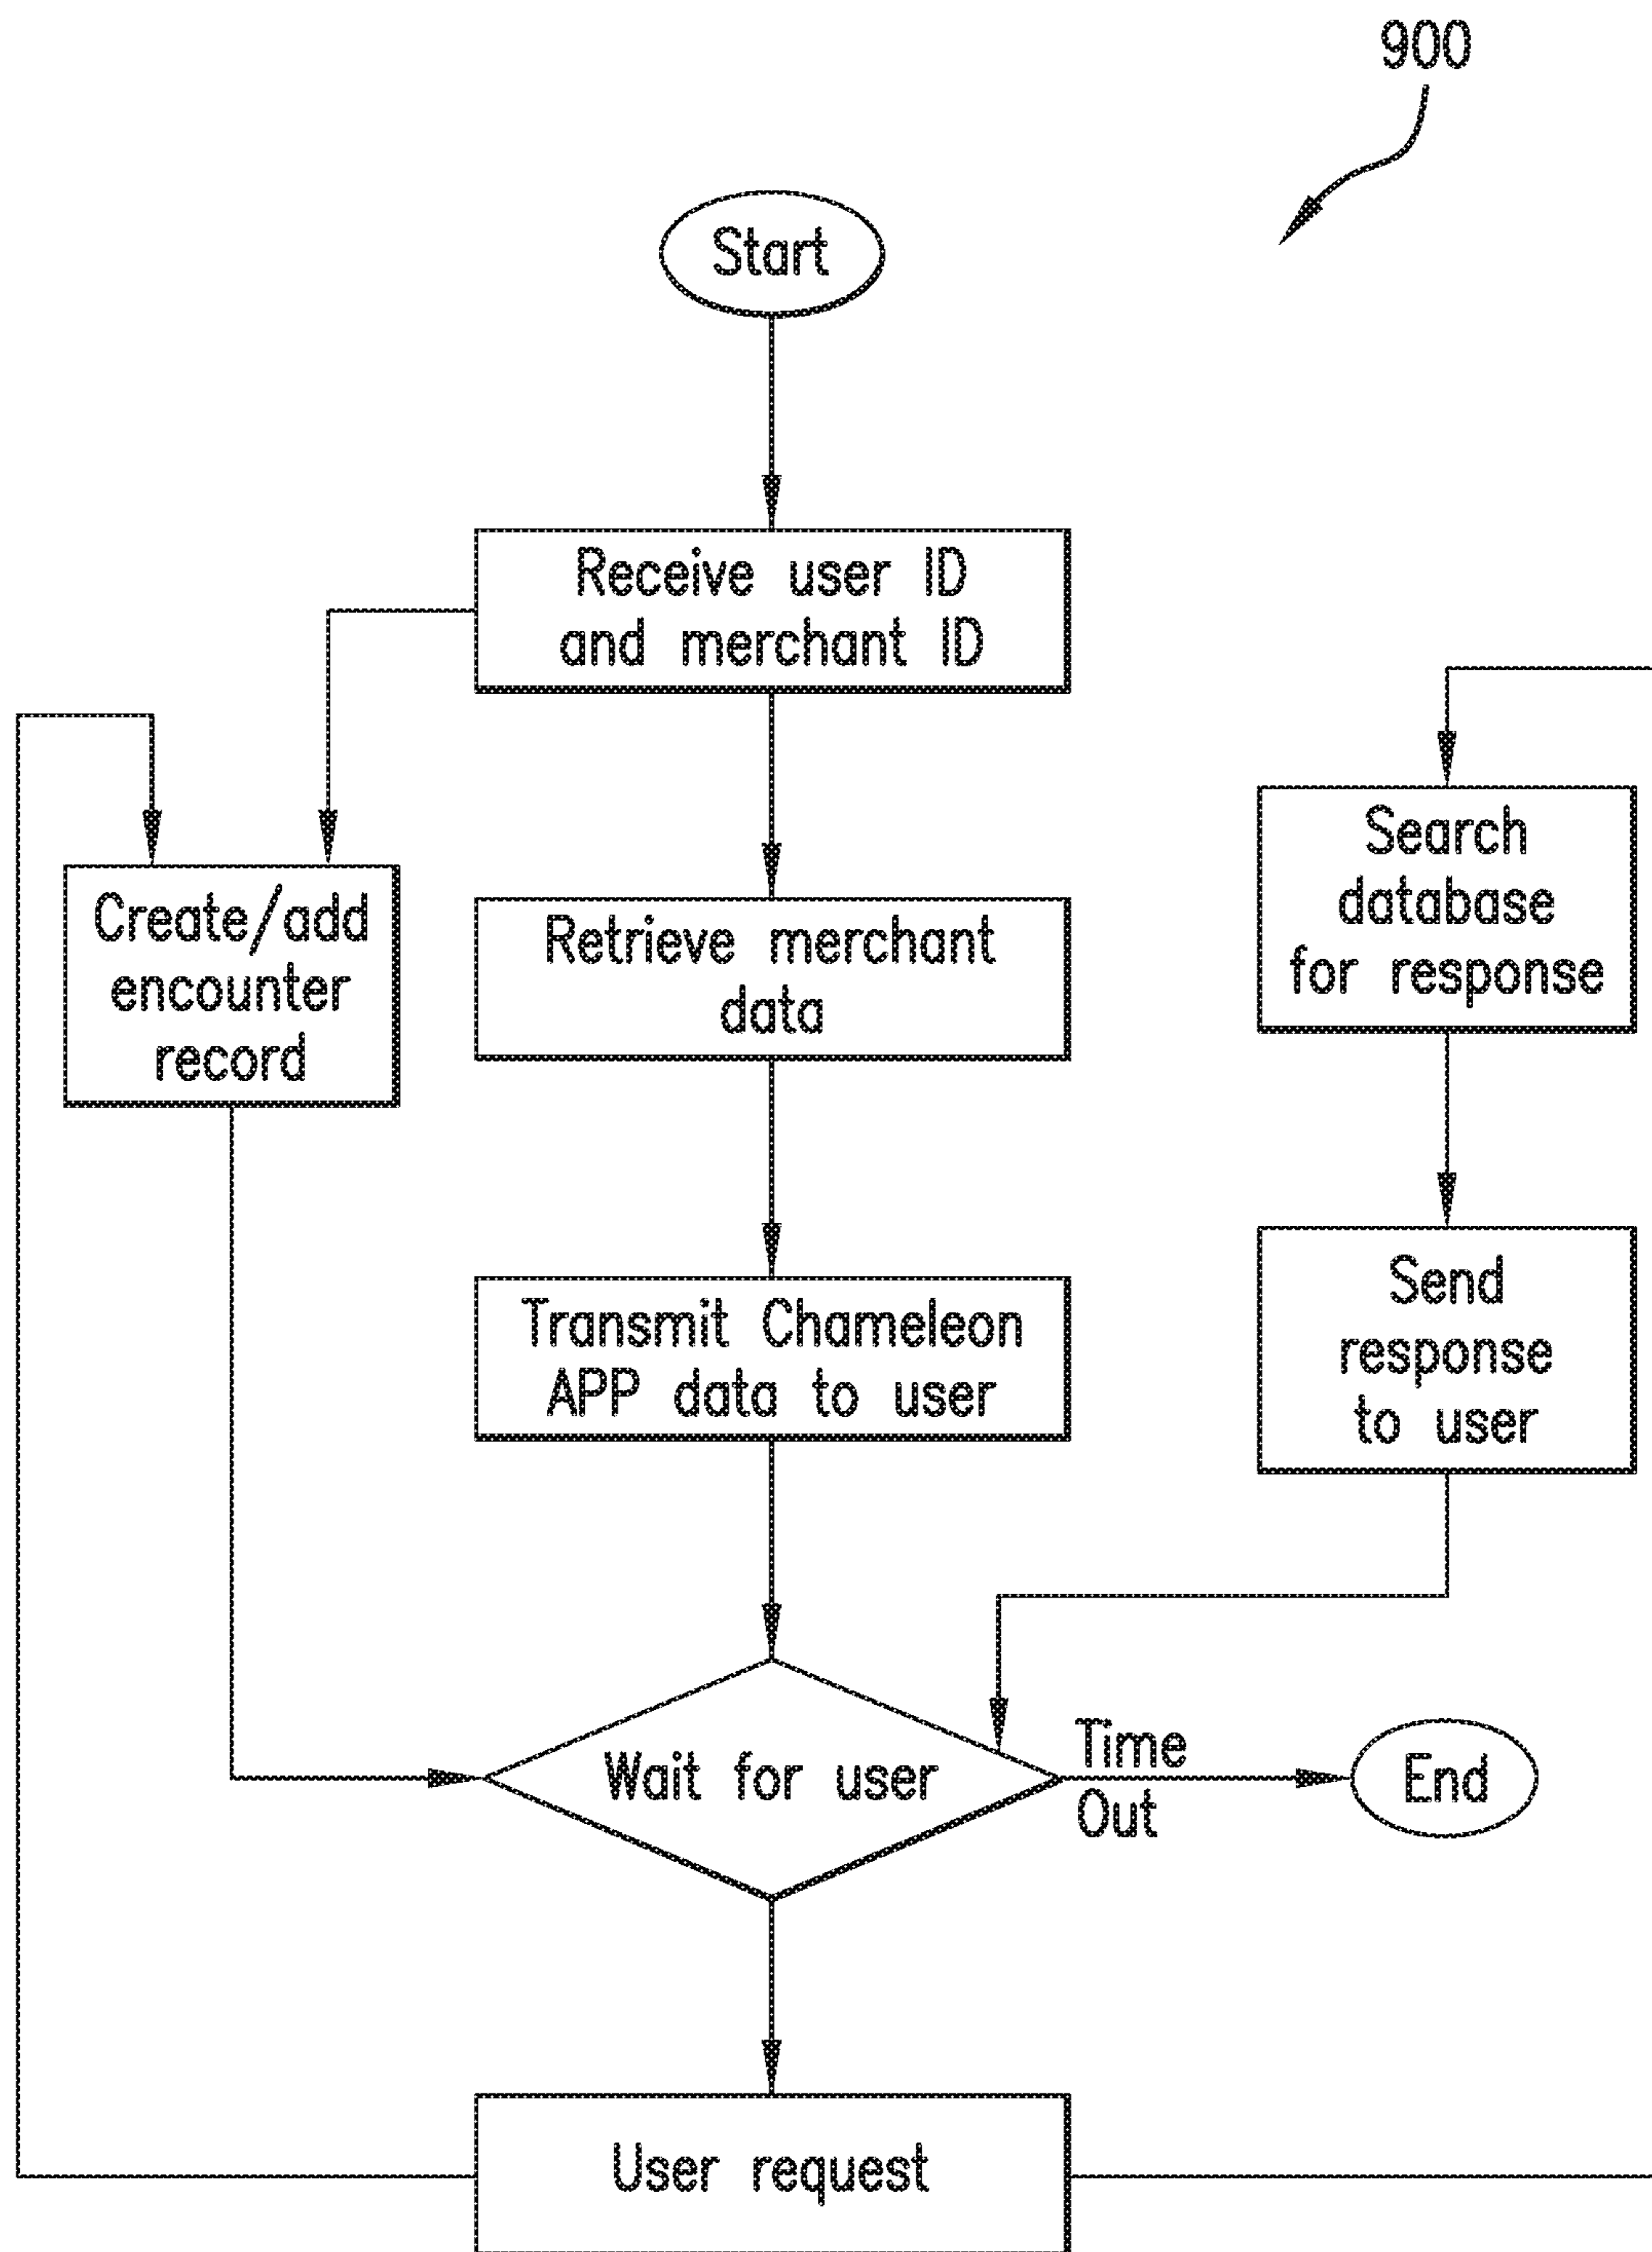 900
Start
Receive user ID
and merchant ID
Create/add
encounter
record
Retrieve merchant
data
Search
database
for response
Transmit Chameleon
APP data to user
Send
response
to user
Wait for user
Time
Out
End
User request